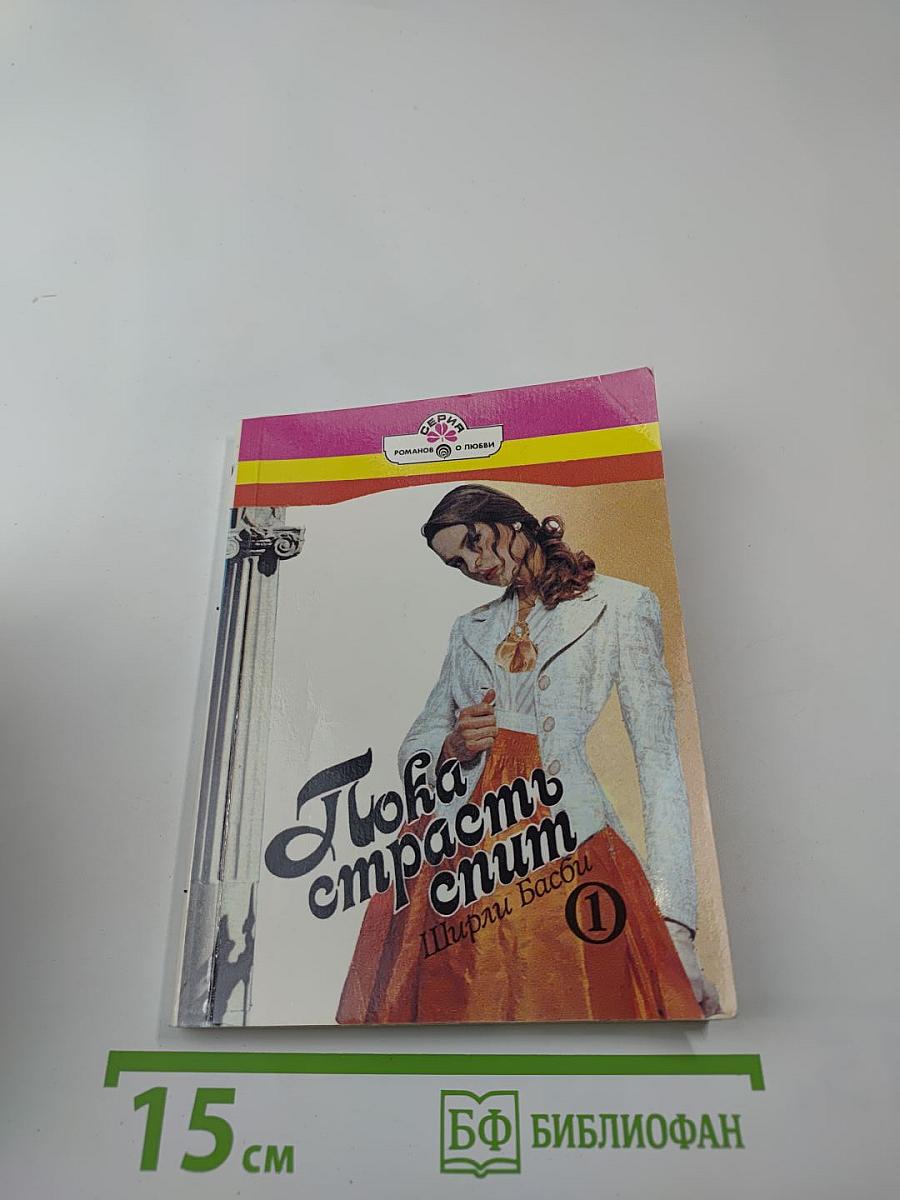 СЕРИЯ
РОМАНОВ О ЛЮБВИ
Пока
страсть
спит
Ширли Басби
1
15 см
БФ БИБЛИОФАН